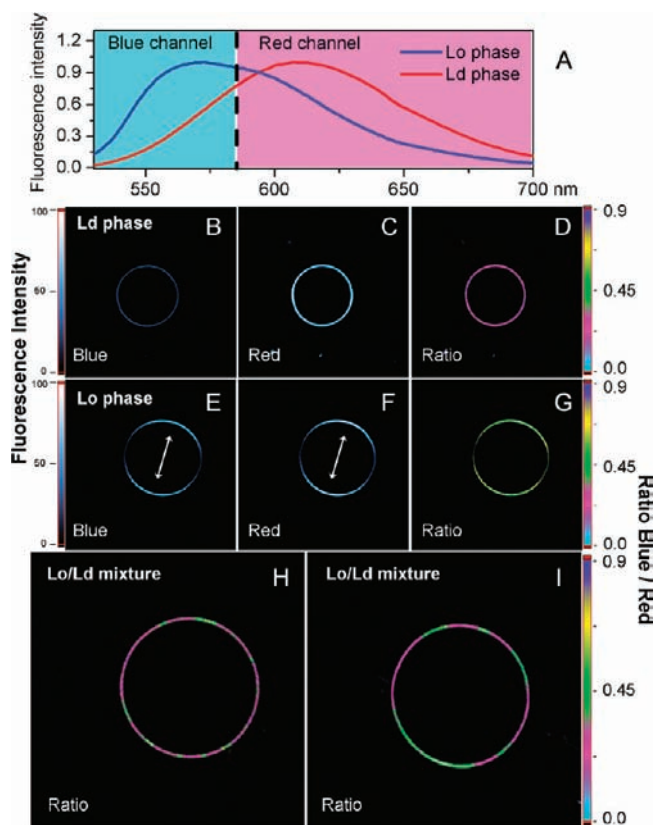 Fluorescence intensity
1.2
0.9
0.6
0.3
0.0
Blue channel
Red channel
Lo phase
Ld phase
A
550
600
650
700 nm
Fluorescence Intensity
100
50
0
Ld phase
B
Blue
C
Red
D
Ratio
0.9
0.45
0.0
100
50
0
Lo phase
E
Blue
F
Red
G
Ratio
0.9
0.45
0.0
Ratio Blue / Red
Lo/Ld mixture
H
Ratio
Lo/Ld mixture
I
Ratio
0.9
0.45
0.0